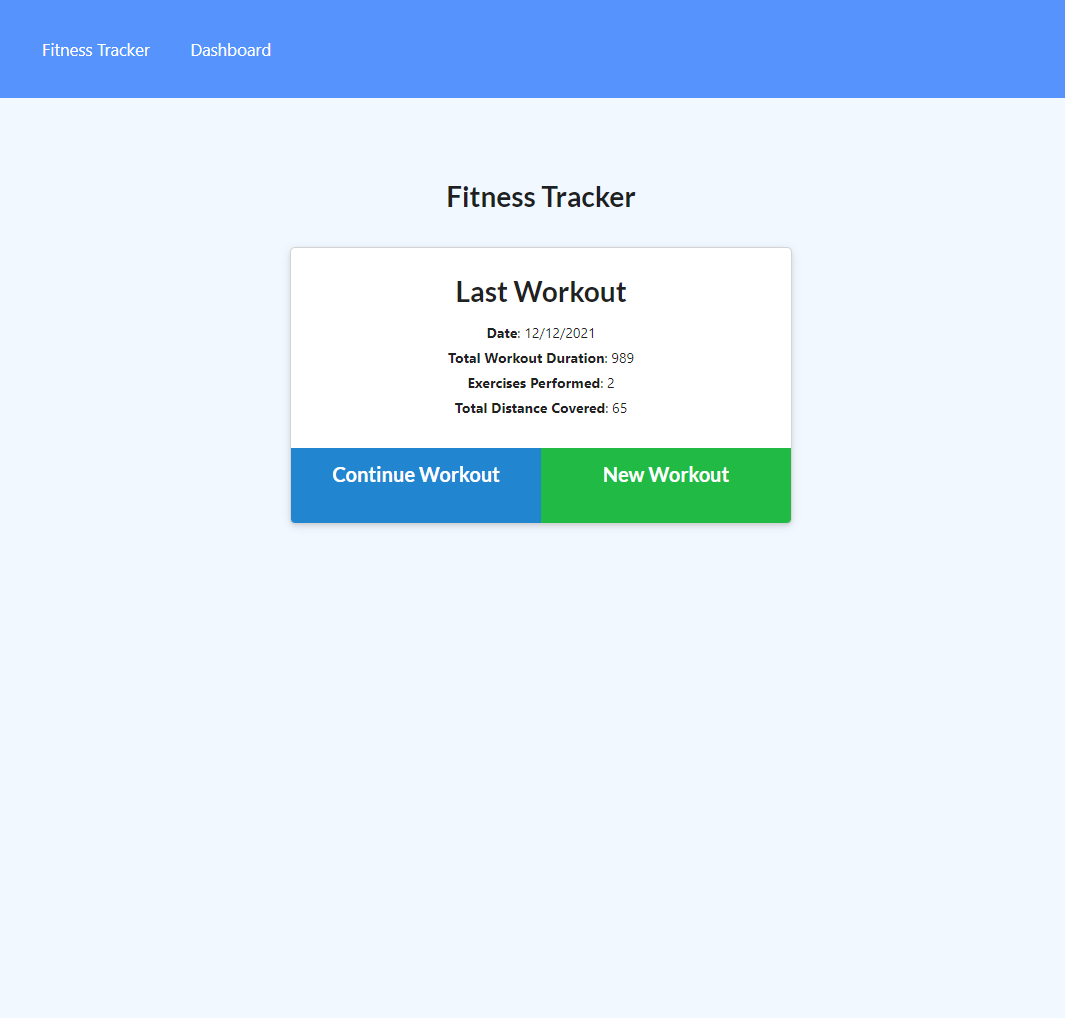 Fitness Tracker Dashboard
Fitness Tracker
Last Workout
Date: 12/12/2021
Total Workout Duration: 989
Exercises Performed: 2
Total Distance Covered: 65
Continue Workout New Workout